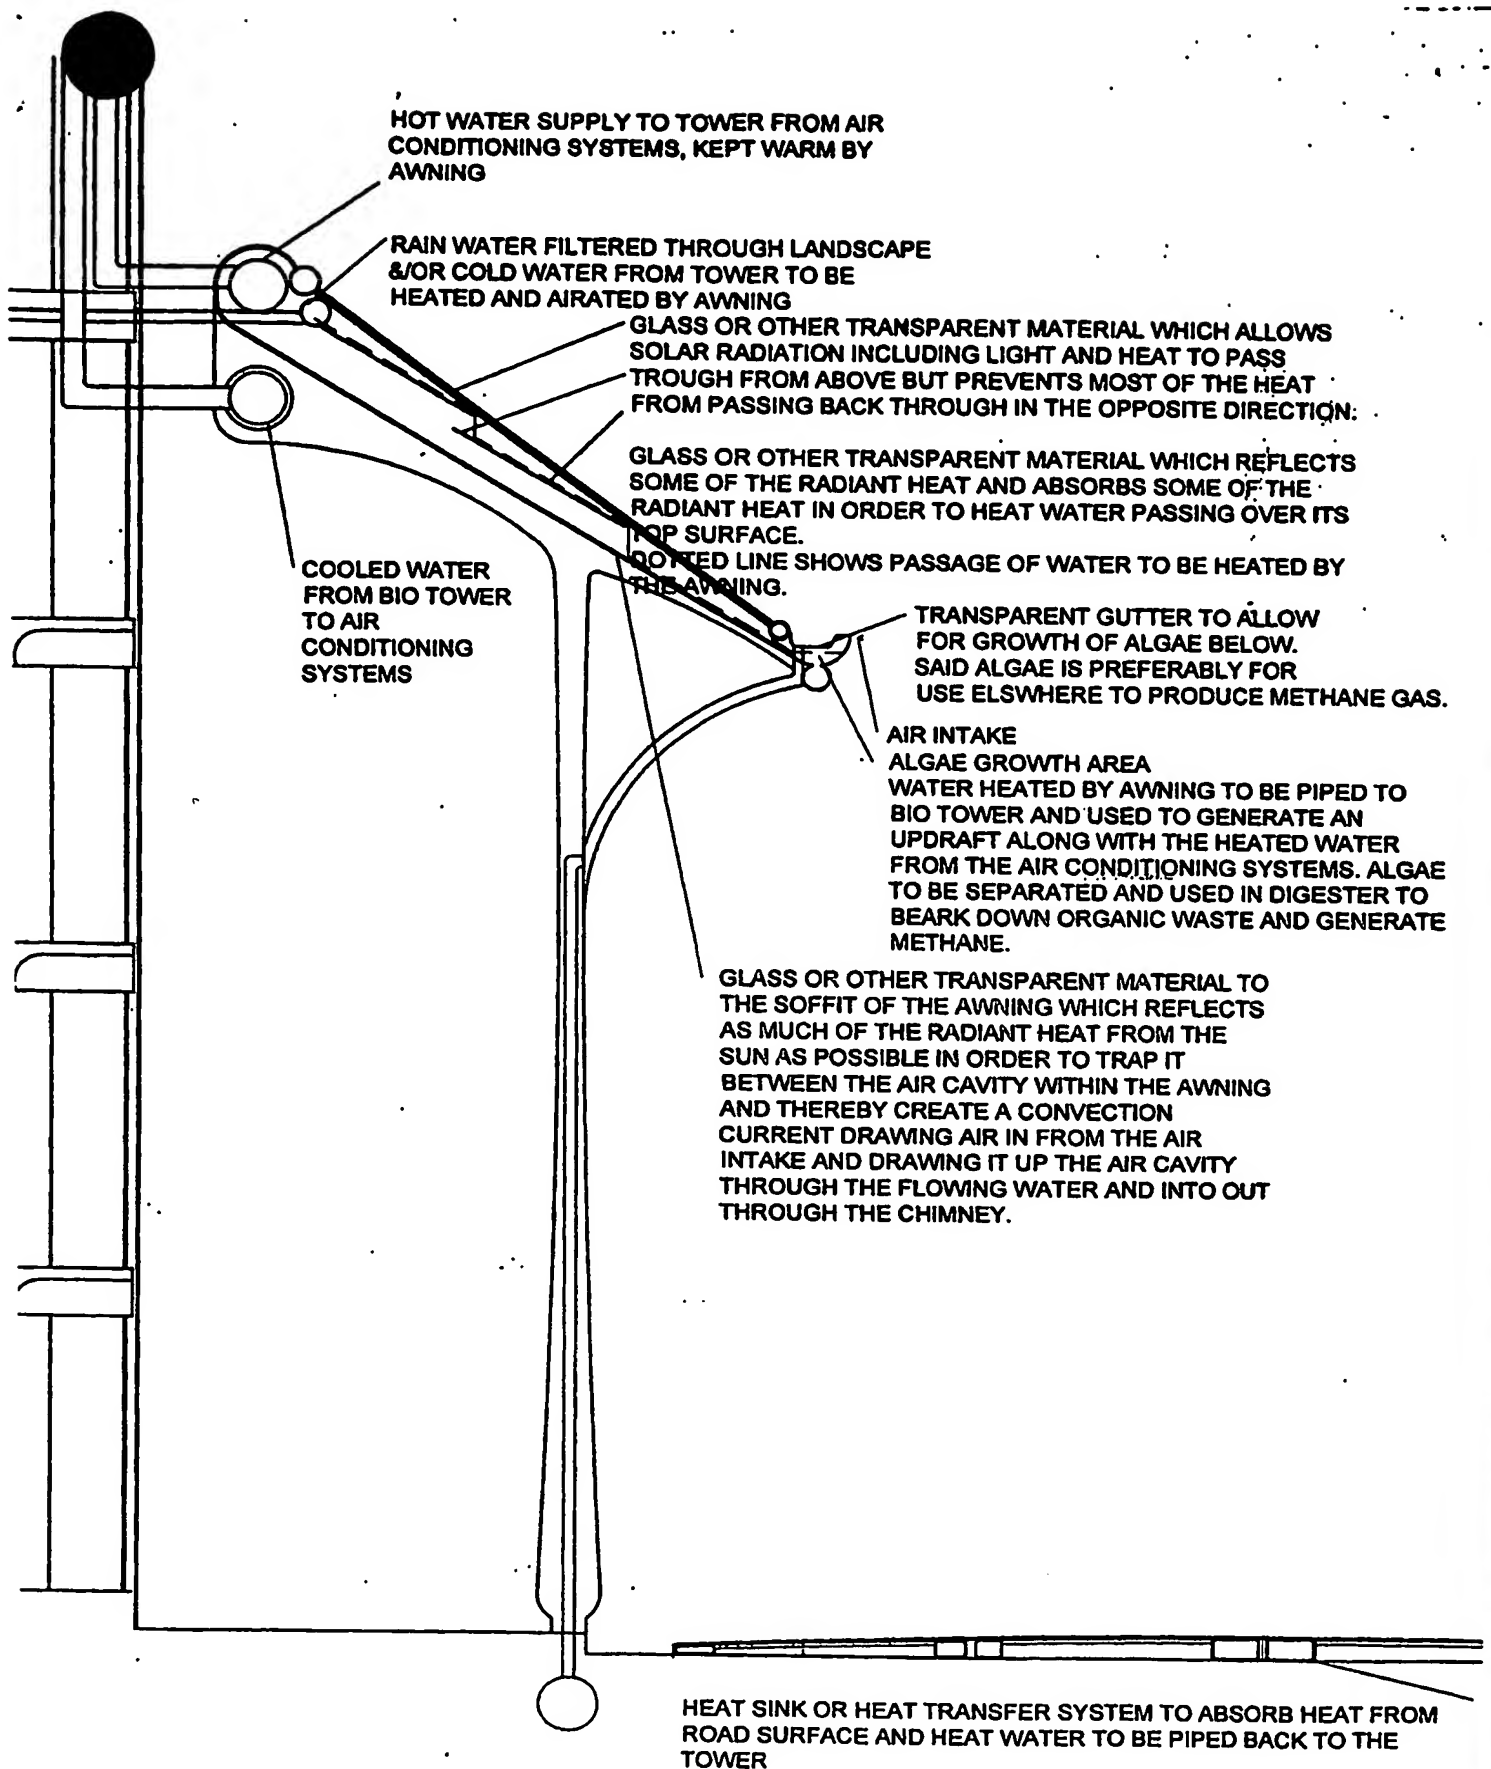 HOT WATER SUPPLY TO TOWER FROM AIR
CONDITIONING SYSTEMS, KEPT WARM BY
AWNING
RAIN WATER FILTERED THROUGH LANDSCAPE
&/OR COLD WATER FROM TOWER TO BE
HEATED AND AIRATED BY AWNING
GLASS OR OTHER TRANSPARENT MATERIAL WHICH ALLOWS
SOLAR RADIATION INCLUDING LIGHT AND HEAT TO PASS
TROUGH FROM ABOVE BUT PREVENTS MOST OF THE HEAT
FROM PASSING BACK THROUGH IN THE OPPOSITE DIRECTION:
GLASS OR OTHER TRANSPARENT MATERIAL WHICH REFLECTS
SOME OF THE RADIANT HEAT AND ABSORBS SOME OF THE
RADIANT HEAT IN ORDER TO HEAT WATER PASSING OVER ITS
TOP SURFACE.
DOTTED LINE SHOWS PASSAGE OF WATER TO BE HEATED BY
THE AWNING.
COOLED WATER
FROM BIO TOWER
TO AIR
CONDITIONING
SYSTEMS
TRANSPARENT GUTTER TO ALLOW
FOR GROWTH OF ALGAE BELOW.
SAID ALGAE IS PREFERABLY FOR
USE ELSWHERE TO PRODUCE METHANE GAS.
AIR INTAKE
ALGAE GROWTH AREA
WATER HEATED BY AWNING TO BE PIPED TO
BIO TOWER AND USED TO GENERATE AN
UPDRAFT ALONG WITH THE HEATED WATER
FROM THE AIR CONDITIONING SYSTEMS. ALGAE
TO BE SEPARATED AND USED IN DIGESTER TO
BEARK DOWN ORGANIC WASTE AND GENERATE
METHANE.
GLASS OR OTHER TRANSPARENT MATERIAL TO
THE SOFFIT OF THE AWNING WHICH REFLECTS
AS MUCH OF THE RADIANT HEAT FROM THE
SUN AS POSSIBLE IN ORDER TO TRAP IT
BETWEEN THE AIR CAVITY WITHIN THE AWNING
AND THEREBY CREATE A CONVECTION
CURRENT DRAWING AIR IN FROM THE AIR
INTAKE AND DRAWING IT UP THE AIR CAVITY
THROUGH THE FLOWING WATER AND INTO OUT
THROUGH THE CHIMNEY.
HEAT SINK OR HEAT TRANSFER SYSTEM TO ABSORB HEAT FROM
ROAD SURFACE AND HEAT WATER TO BE PIPED BACK TO THE
TOWER